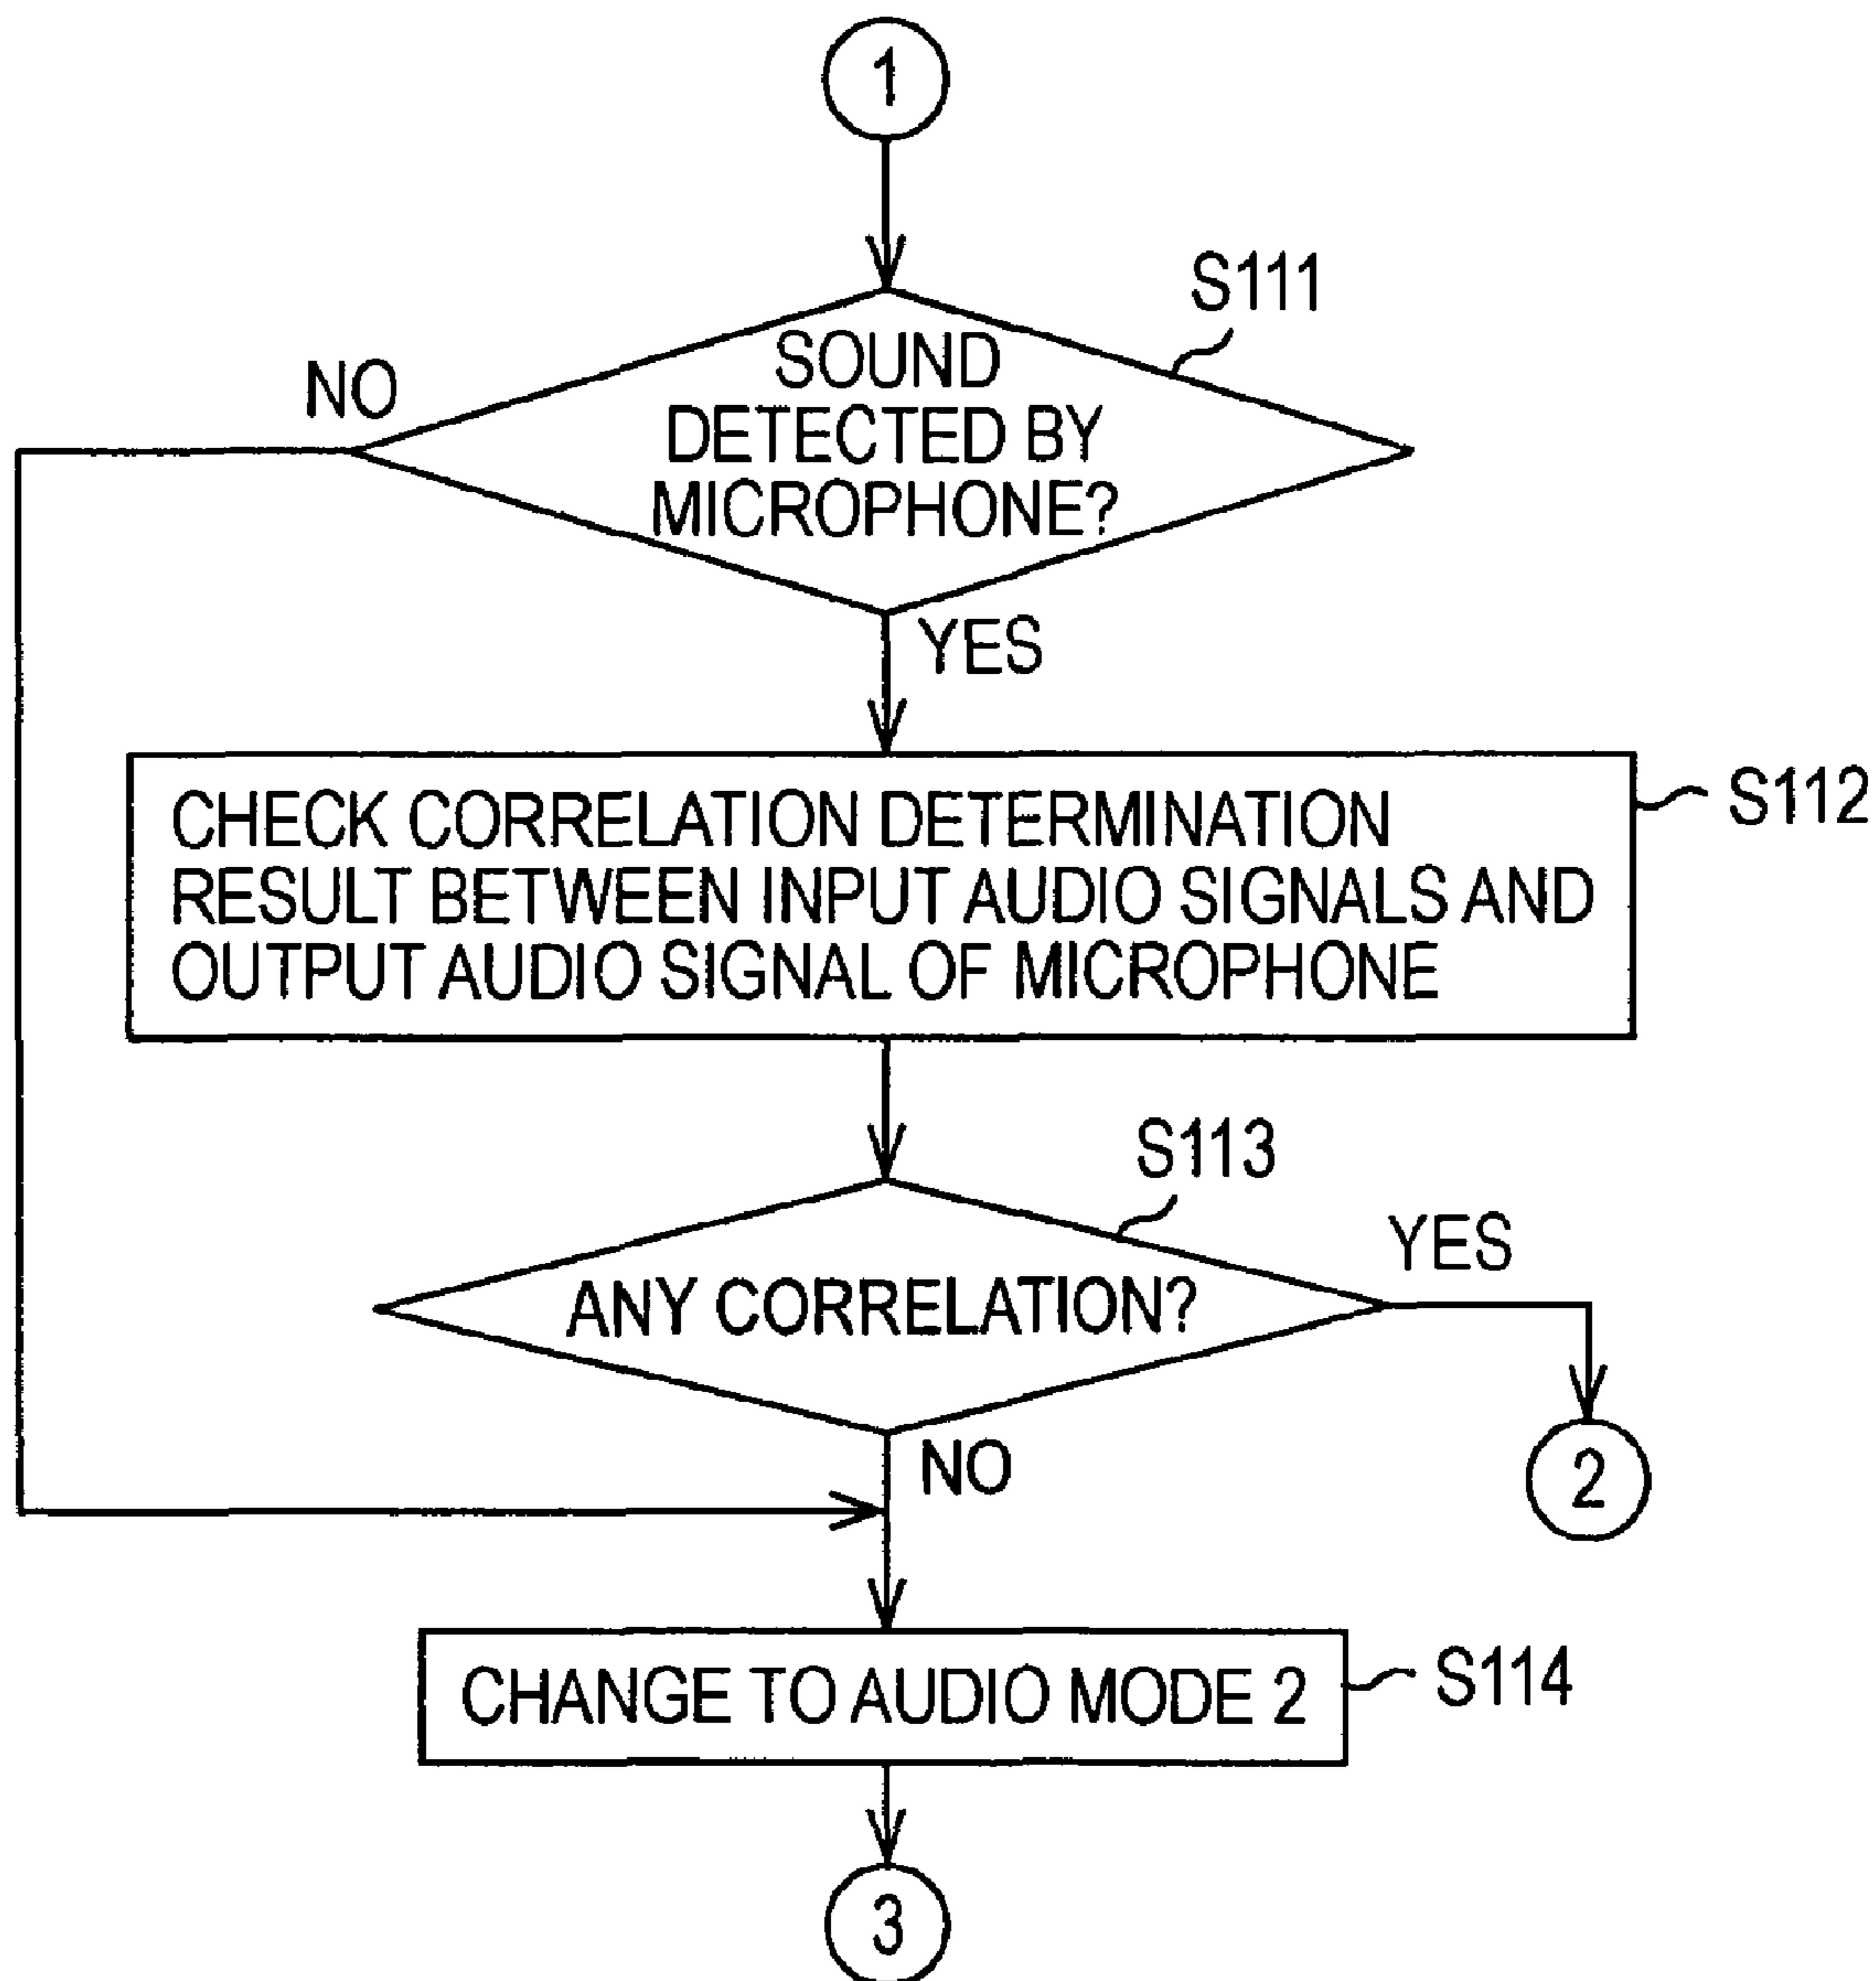 1
S111
SOUND
DETECTED BY
MICROPHONE?
NO
YES
S112
CHECK CORRELATION DETERMINATION
RESULT BETWEEN INPUT AUDIO SIGNALS AND
OUTPUT AUDIO SIGNAL OF MICROPHONE
S113
ANY CORRELATION?
YES
NO
2
CHANGE TO AUDIO MODE 2
S114
3